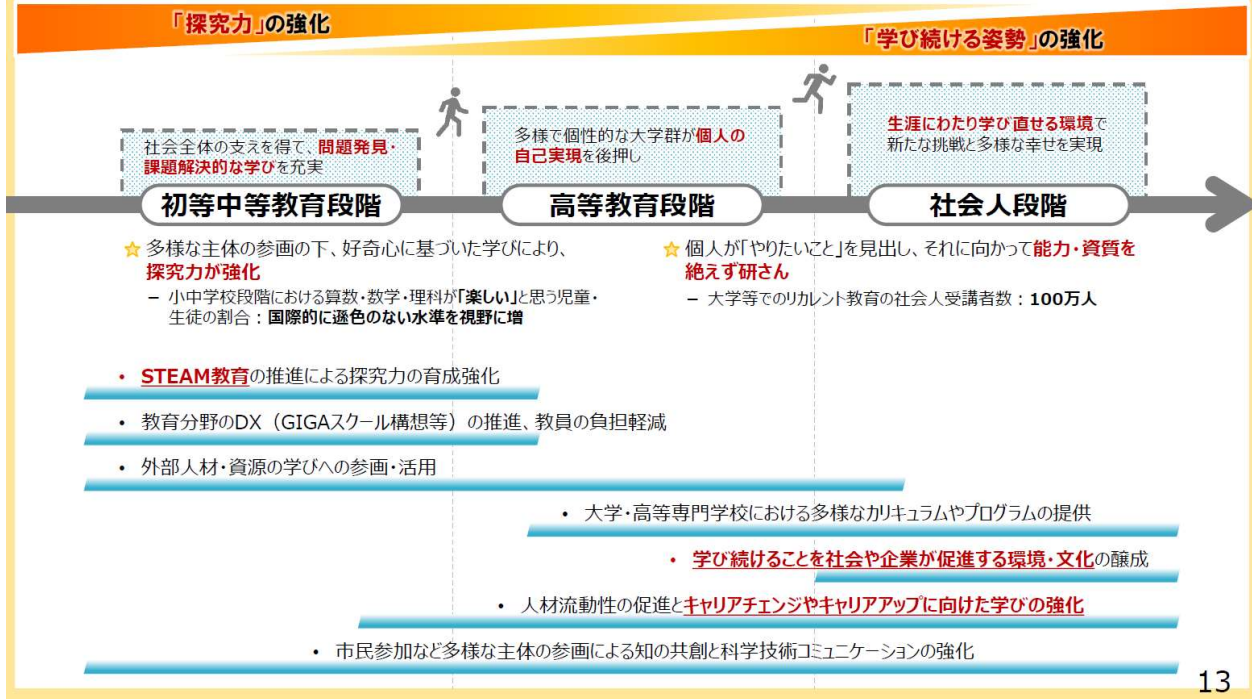 「探究力」の強化
「学び続ける姿勢」の強化
社会全体の支えを得て、問題発見・
課題解決的な学びを充実
多様で個性的な大学群が個人の
自己実現を後押し
生涯にわたり学び直せる環境で
新たな挑戦と多様な幸せを実現
初等中等教育段階
高等教育段階
社会人段階
多様な主体の参画の下、好奇心に基づいた学びにより、
探究力が強化
− 小中学校段階における算数・数学・理科が「楽しい」と思う児童・
生徒の割合：国際的に遜色のない水準を視野に増
個人が「やりたいこと」を見出し、それに向かって能力・資質を
絶えず研さん
− 大学等でのリカレント教育の社会人受講者数：100万人
• STEAM教育の推進による探究力の育成強化
• 教育分野のDX（GIGAスクール構想等）の推進、教員の負担軽減
• 外部人材・資源の学びへの参画・活用
• 大学・高等専門学校における多様なカリキュラムやプログラムの提供
• 学び続けることを社会や企業が促進する環境・文化の醸成
• 人材流動性の促進とキャリアチェンジやキャリアアップに向けた学びの強化
• 市民参加など多様な主体の参画による知の共創と科学技術コミュニケーションの強化
13